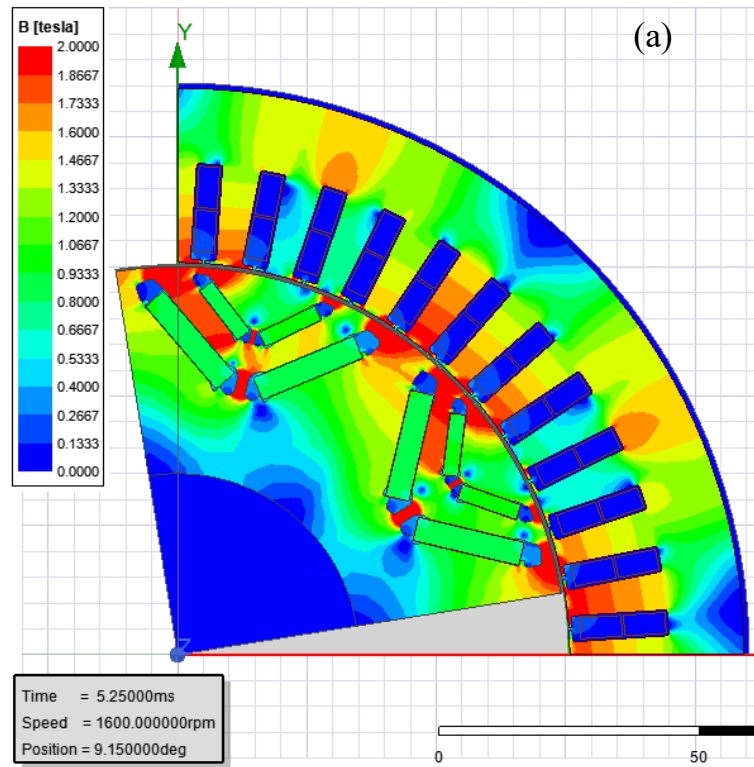 B [tesla]
2.0000
1.8667
1.7333
1.6000
1.4667
1.3333
1.2000
1.0667
0.9333
0.8000
0.6667
0.5333
0.4000
0.2667
0.1333
0.0000
Y
(a)
Z
Time = 5.25000ms
Speed = 1600.000000rpm
Position = 9.150000deg
0
50